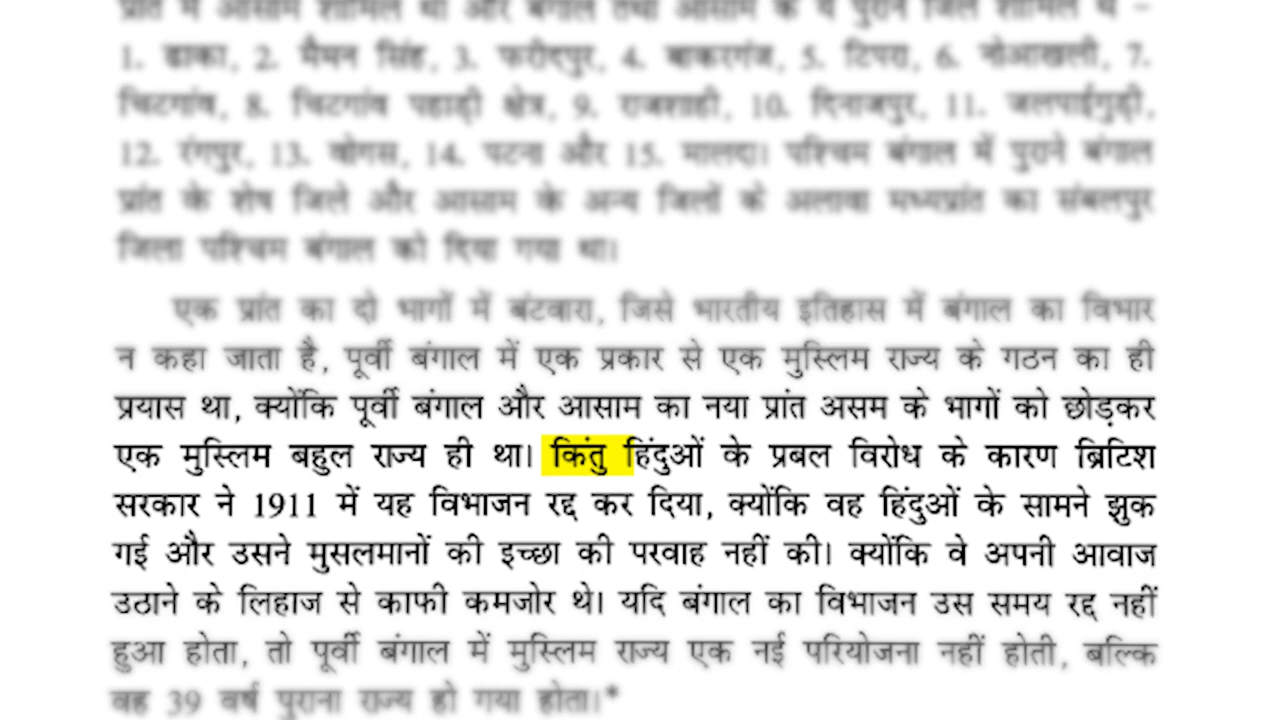 प्रांत में आसाम शामिल था और बंगाल तथा आसाम के ये पुराने जिले शामिल थे –
1. ढाका, 2. मैमन सिंह, 3. फरीदपुर, 4. बाकरगंज, 5. टिपरा, 6. नोआखली, 7.
चिटगांव, 8. चिटगांव पहाड़ी क्षेत्र, 9. राजशाही, 10. दिनाजपुर, 11. जलपाईगुड़ी,
12. रंगपुर, 13. बोगस, 14. पटना और 15. मालदा। पश्चिम बंगाल में पुराने बंगाल
प्रांत के शेष जिले और आसाम के अन्य जिलों के अलावा मध्यप्रांत का संबलपुर
जिला पश्चिम बंगाल को दिया गया था।
एक प्रांत का दो भागों में बंटवारा, जिसे भारतीय इतिहास में बंगाल का विभार
न कहा जाता है, पूर्वी बंगाल में एक प्रकार से एक मुस्लिम राज्य के गठन का ही
प्रयास था, क्योंकि पूर्वी बंगाल और आसाम का नया प्रांत असम के भागों को छोड़कर
एक मुस्लिम बहुल राज्य ही था। किंतु हिंदुओं के प्रबल विरोध के कारण ब्रिटिश
सरकार ने 1911 में यह विभाजन रद्द कर दिया, क्योंकि वह हिंदुओं के सामने झुक
गई और उसने मुसलमानों की इच्छा की परवाह नहीं की। क्योंकि वे अपनी आवाज
उठाने के लिहाज से काफी कमजोर थे। यदि बंगाल का विभाजन उस समय रद्द नहीं
हुआ होता, तो पूर्वी बंगाल में मुस्लिम राज्य एक नई परियोजना नहीं होती, बल्कि
वह 39 वर्ष पुराना राज्य हो गया होता।*